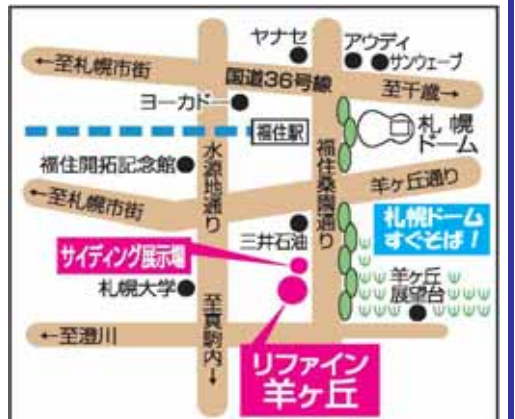 ヤナセ
アウディ
サンウェーブ
←至札幌市街
国道36号線
至千歳→
ヨーカドー
福住駅
札幌
ドーム
福住開拓記念館
水源地通り
福住桑園通り
羊ヶ丘通り
←至札幌市街
三井石油
札幌ドーム
すぐそば!
サイディング展示場
札幌大学
羊ヶ丘
展望台
至真駒内→
←至澄川
リファイン
羊ヶ丘